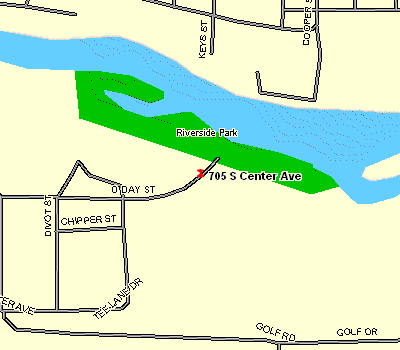 KEYS ST
COOPER S
Riverside Park
705 S Center Ave
O'DAY ST
DIVOT ST
CHIPPER ST
TEE-LANE DR
ER AVE
GOLF RD
GOLF DR